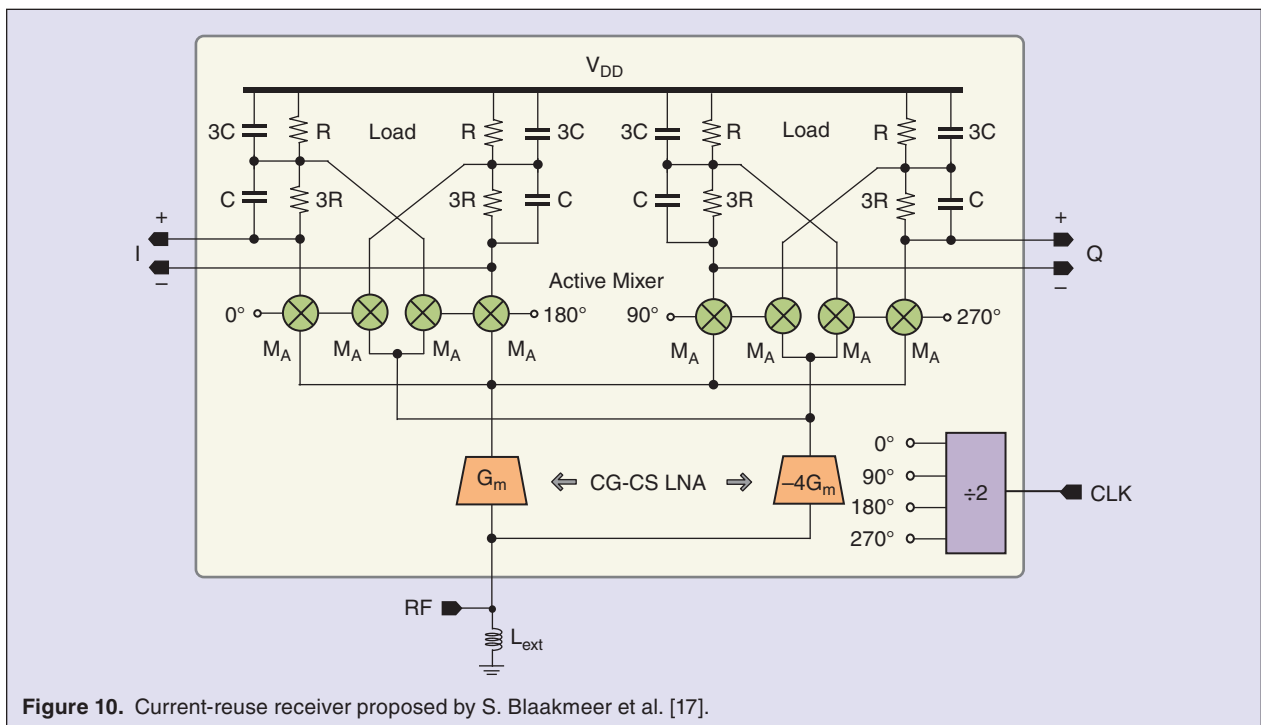 V_DD
3C R Load R 3C 3C R Load R 3C
C 3R 3R C C 3R 3R C
+ +
I Q
− −
Active Mixer
0° 180° 90° 270°
M_A M_A M_A M_A M_A M_A M_A M_A
G_m CG-CS LNA −4G_m
0°
90°
180°
270°
÷2 CLK
RF
L_ext
Figure 10. Current-reuse receiver proposed by S. Blaakmeer et al. [17].